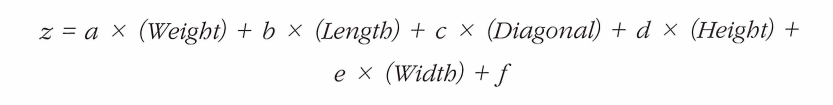 z = a × (Weight) + b × (Length) + c × (Diagonal) + d × (Height) +
e × (Width) + f